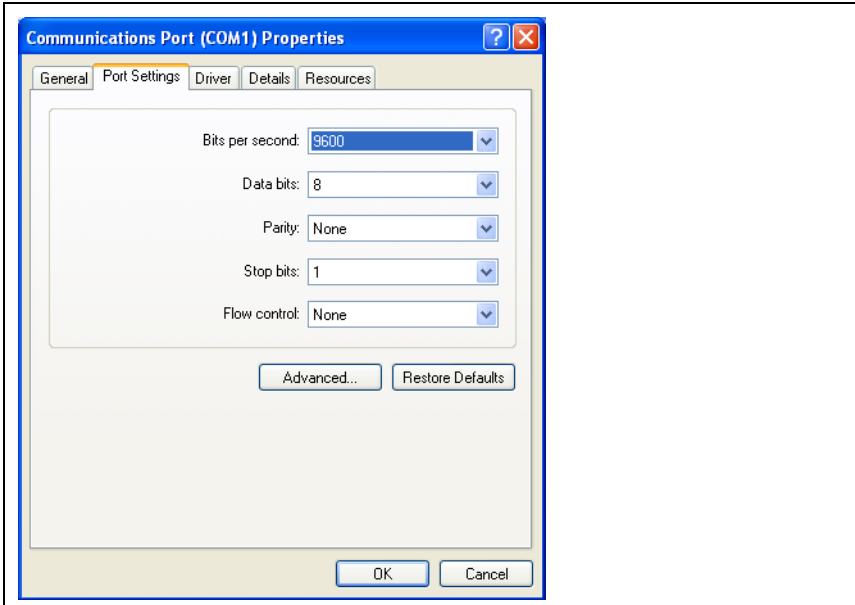 Communications Port (COM1) Properties
General Port Settings Driver Details Resources
Bits per second: 9600
Data bits: 8
Parity: None
Stop bits: 1
Flow control: None
Advanced... Restore Defaults
OK Cancel